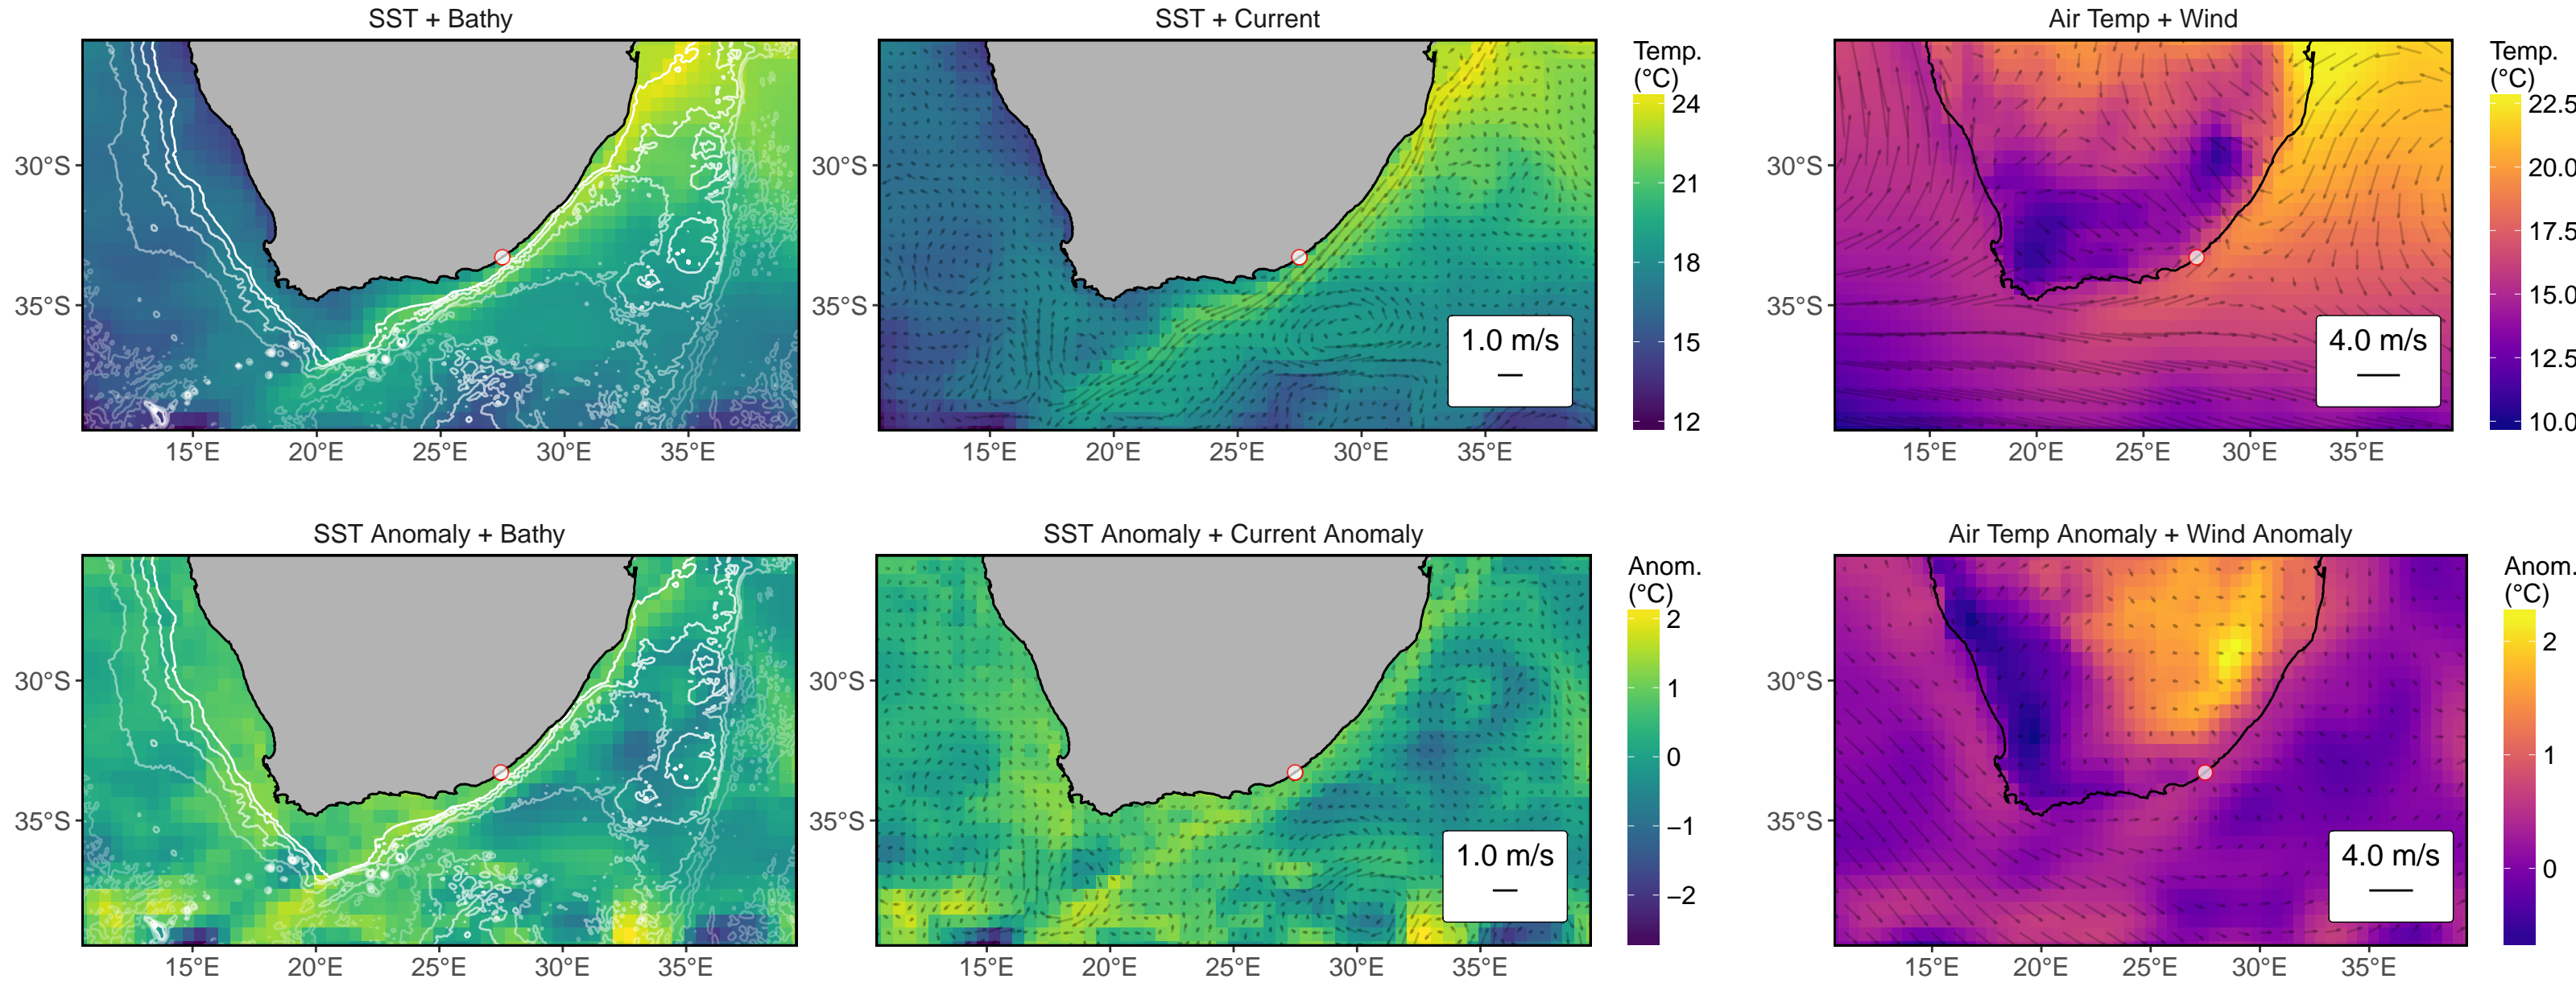 SST + Bathy
30°S
35°S
15°E 20°E 25°E 30°E 35°E
SST + Current
30°S
35°S
1.0 m/s
15°E 20°E 25°E 30°E 35°E
Temp.
(°C)
24
21
18
15
12
Air Temp + Wind
30°S
35°S
4.0 m/s
15°E 20°E 25°E 30°E 35°E
Temp.
(°C)
22.5
20.0
17.5
15.0
12.5
10.0
SST Anomaly + Bathy
30°S
35°S
15°E 20°E 25°E 30°E 35°E
SST Anomaly + Current Anomaly
30°S
35°S
1.0 m/s
15°E 20°E 25°E 30°E 35°E
Anom.
(°C)
2
1
0
−1
−2
Air Temp Anomaly + Wind Anomaly
30°S
35°S
4.0 m/s
15°E 20°E 25°E 30°E 35°E
Anom.
(°C)
2
1
0